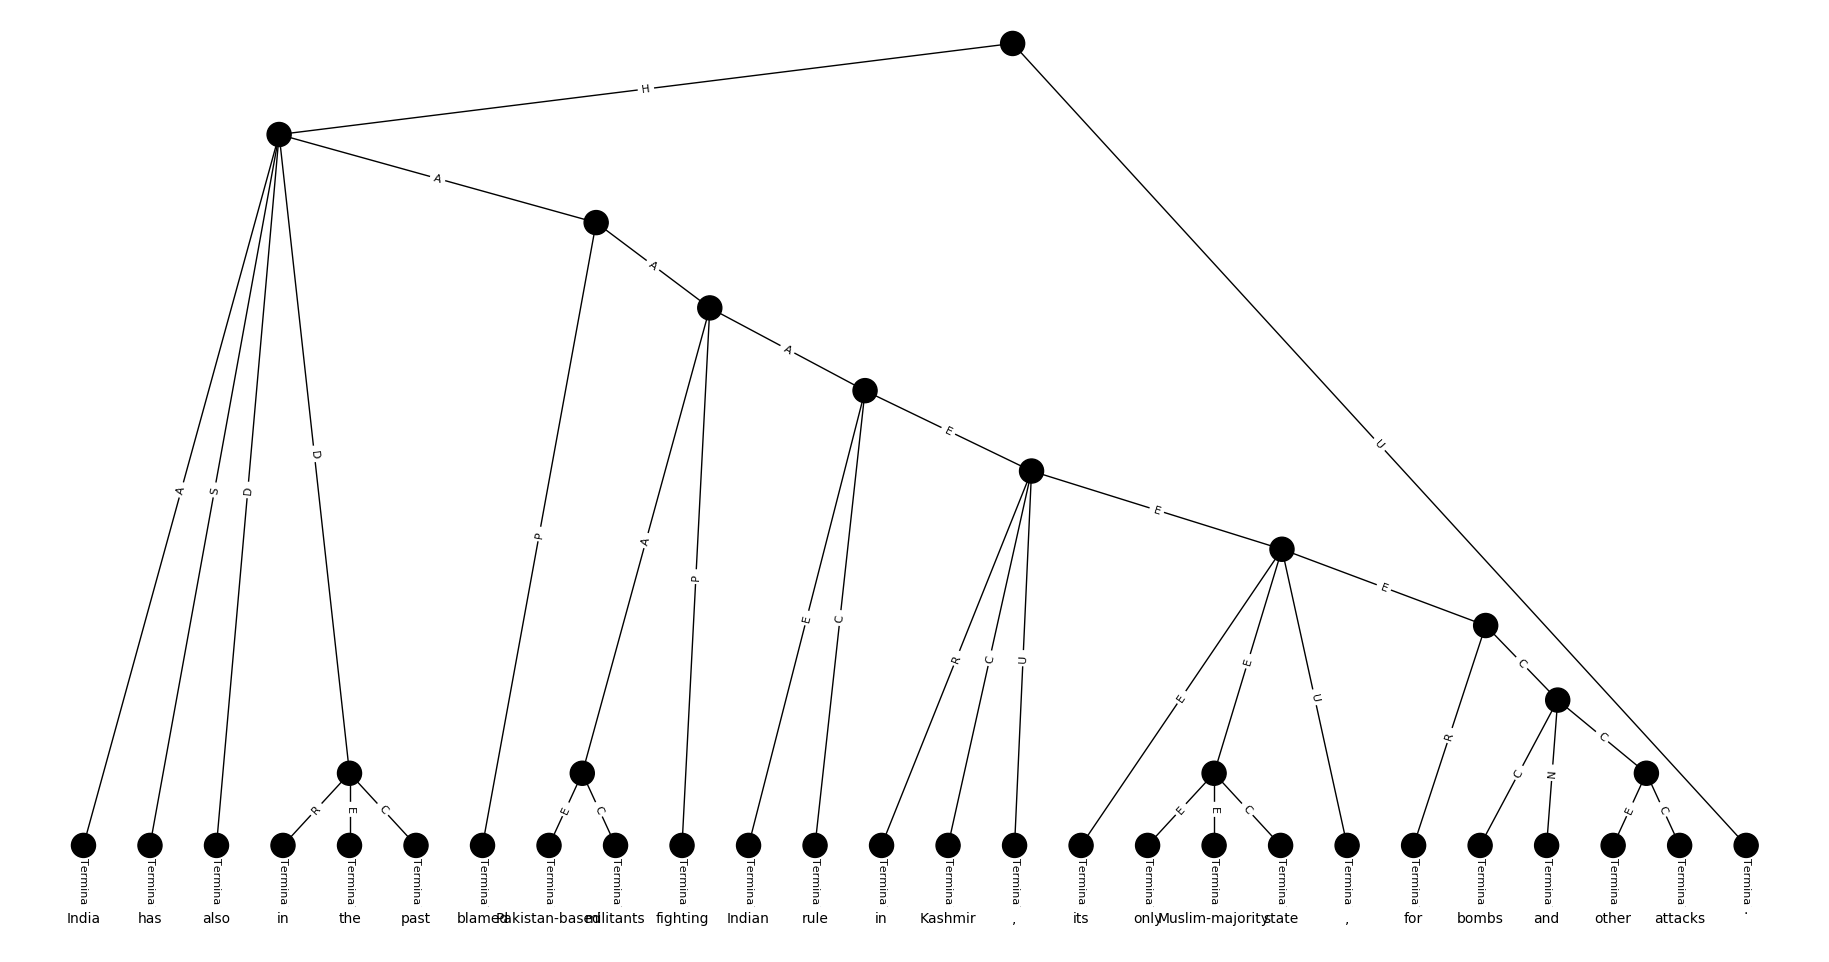 H
A
A
A
A
S
D
D
U
E
P
A
P
E
E
E
C
R
C
U
E
E
U
C
R
C
C
N
R
E
C
E
C
E
E
C
E
C
Termina Termina Termina Termina Termina Termina Termina Termina Termina Termina Termina Termina Termina Termina Termina Termina Termina Termina Termina Termina Termina Termina Termina Termina Termina Termina
India has also in the past blamed Pakistan-based militants fighting Indian rule in Kashmir , its only Muslim-majority state , for bombs and other attacks .